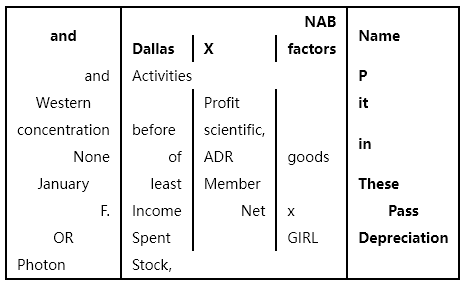 NAB
and Dallas X factors Name
and Activities P
Western Profit it
concentration before scientific, in
None of ADR goods
January least Member These
F. Income Net x Pass
OR Spent GIRL Depreciation
Photon Stock,